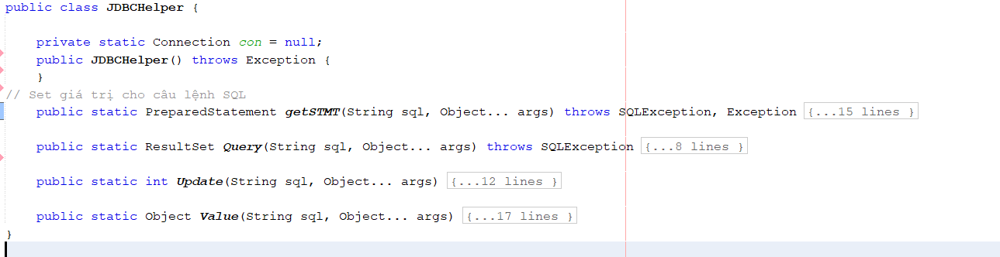 public class JDBCHelper {
private static Connection con = null;
public JDBCHelper() throws Exception {
}
// Set giá trị cho câu lệnh SQL
public static PreparedStatement getSTMT(String sql, Object... args) throws SQLException, Exception {...15 lines }
public static ResultSet Query(String sql, Object... args) throws SQLException {...8 lines }
public static int Update(String sql, Object... args) {...12 lines }
public static Object Value(String sql, Object... args) {...17 lines }
}